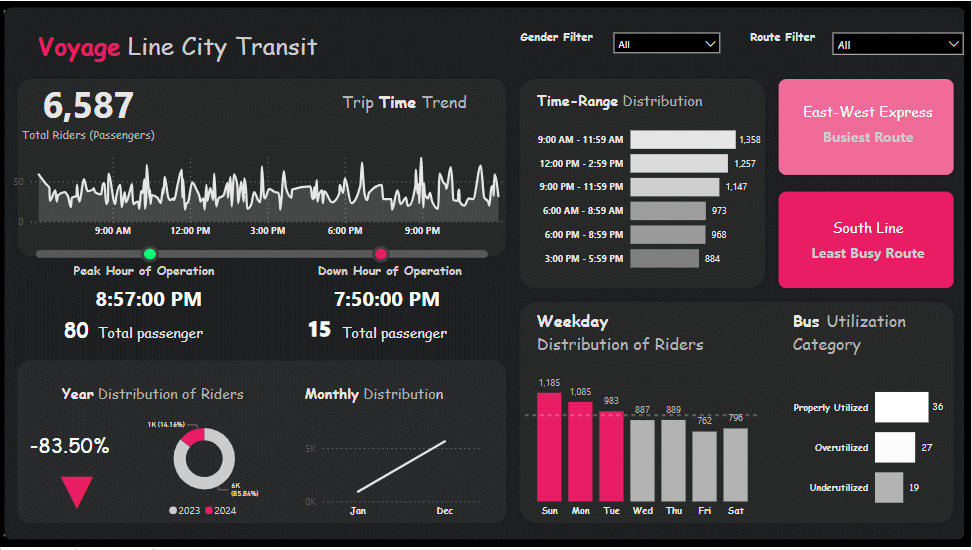 Voyage Line City Transit
Gender Filter
All
Route Filter
All
6,587
Total Riders (Passengers)
Trip Time Trend
50
0
9:00 AM
12:00 PM
3:00 PM
6:00 PM
9:00 PM
Peak Hour of Operation
8:57:00 PM
80 Total passenger
Down Hour of Operation
7:50:00 PM
15 Total passenger
Time-Range Distribution
9:00 AM - 11:59 AM 1,358
12:00 PM - 2:59 PM 1,257
9:00 PM - 11:59 PM 1,147
6:00 AM - 8:59 AM 973
6:00 PM - 8:59 PM 968
3:00 PM - 5:59 PM 884
East-West Express
Busiest Route
South Line
Least Busy Route
Year Distribution of Riders
-83.50%
1K (14.16%)
6K
(85.84%)
2023 2024
Monthly Distribution
5K
0K
Jan Dec
Weekday
Distribution of Riders
1,185
1,085
983
887
889
762
796
Sun Mon Tue Wed Thu Fri Sat
Bus Utilization
Category
Properly Utilized 36
Overutilized 27
Underutilized 19